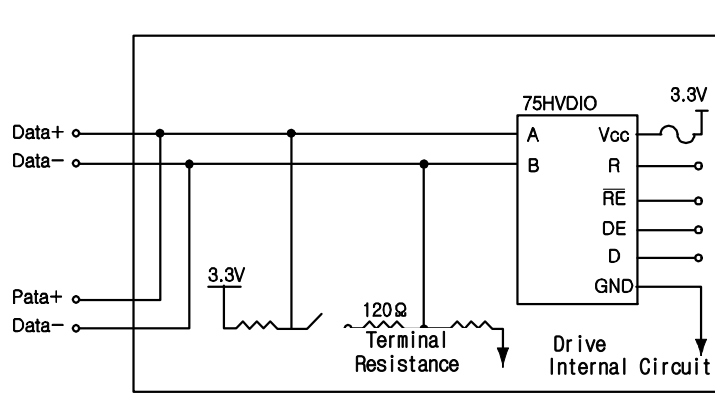 75HVDIO
3.3V
Data+
A
Vcc
Data-
B
R
RE
DE
D
GND
3.3V
Pata+
Data-
120Ω
Terminal
Resistance
Drive
Internal Circuit